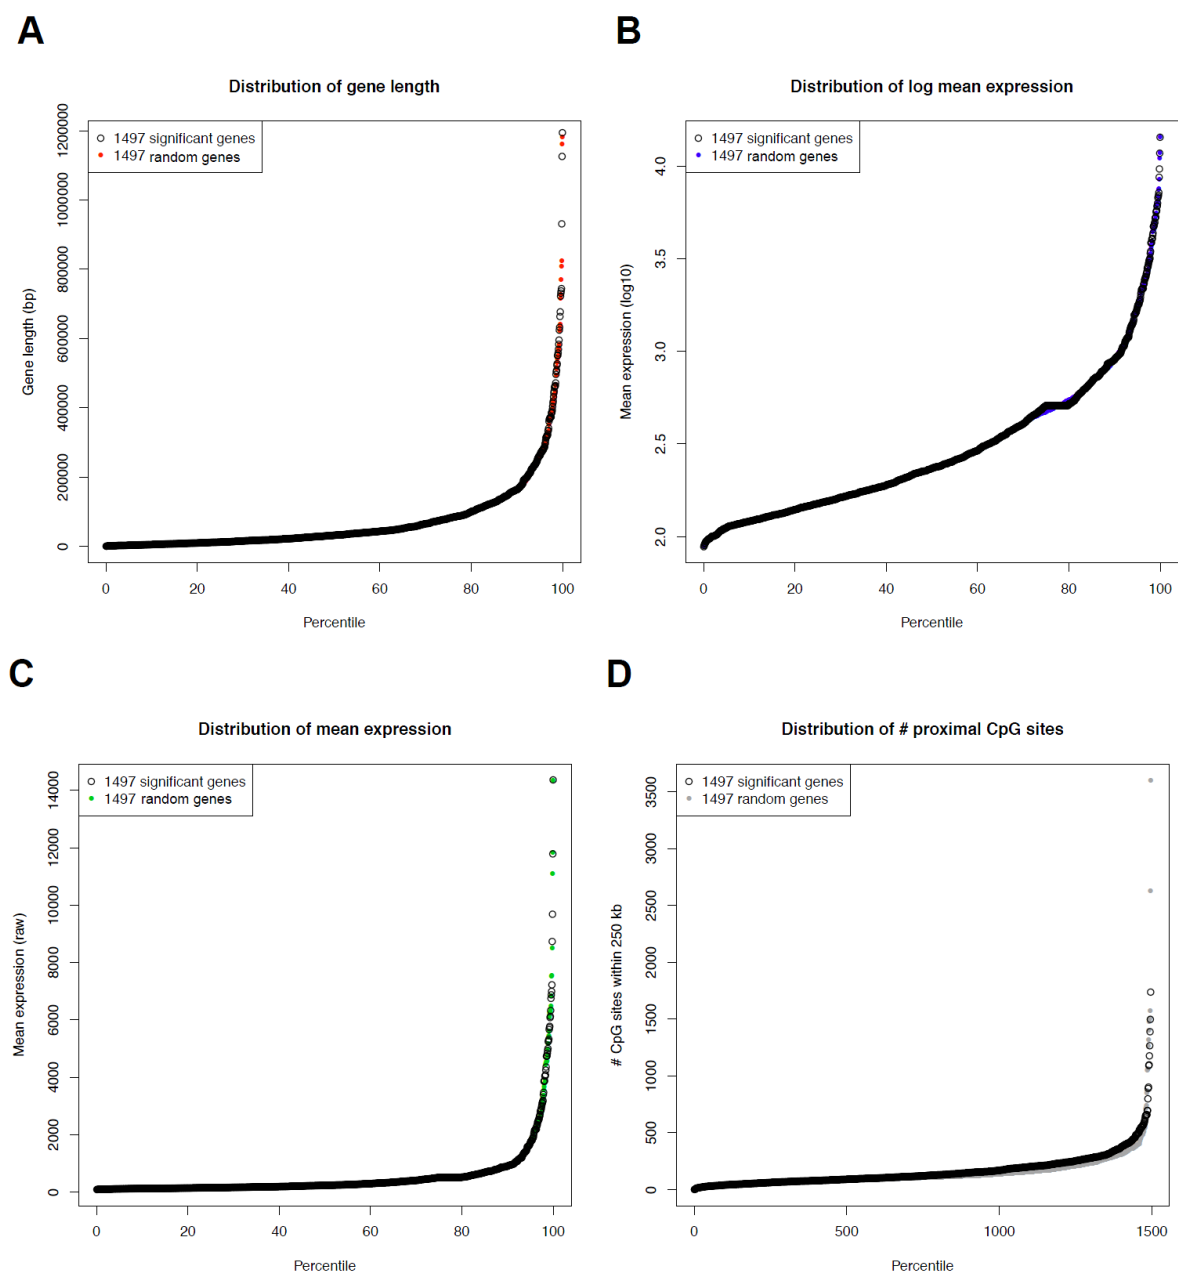 A
Distribution of gene length
1497 significant genes
1497 random genes
Gene length (bp)
1200000
1000000
800000
600000
400000
200000
0
0 20 40 60 80 100
Percentile
B
Distribution of log mean expression
1497 significant genes
1497 random genes
Mean expression (log10)
4.0
3.5
3.0
2.5
2.0
0 20 40 60 80 100
Percentile
C
Distribution of mean expression
1497 significant genes
1497 random genes
Mean expression (raw)
14000
12000
10000
8000
6000
4000
2000
0
0 20 40 60 80 100
Percentile
D
Distribution of # proximal CpG sites
1497 significant genes
1497 random genes
# CpG sites within 250 kb
3500
3000
2500
2000
1500
1000
500
0
0 500 1000 1500
Percentile